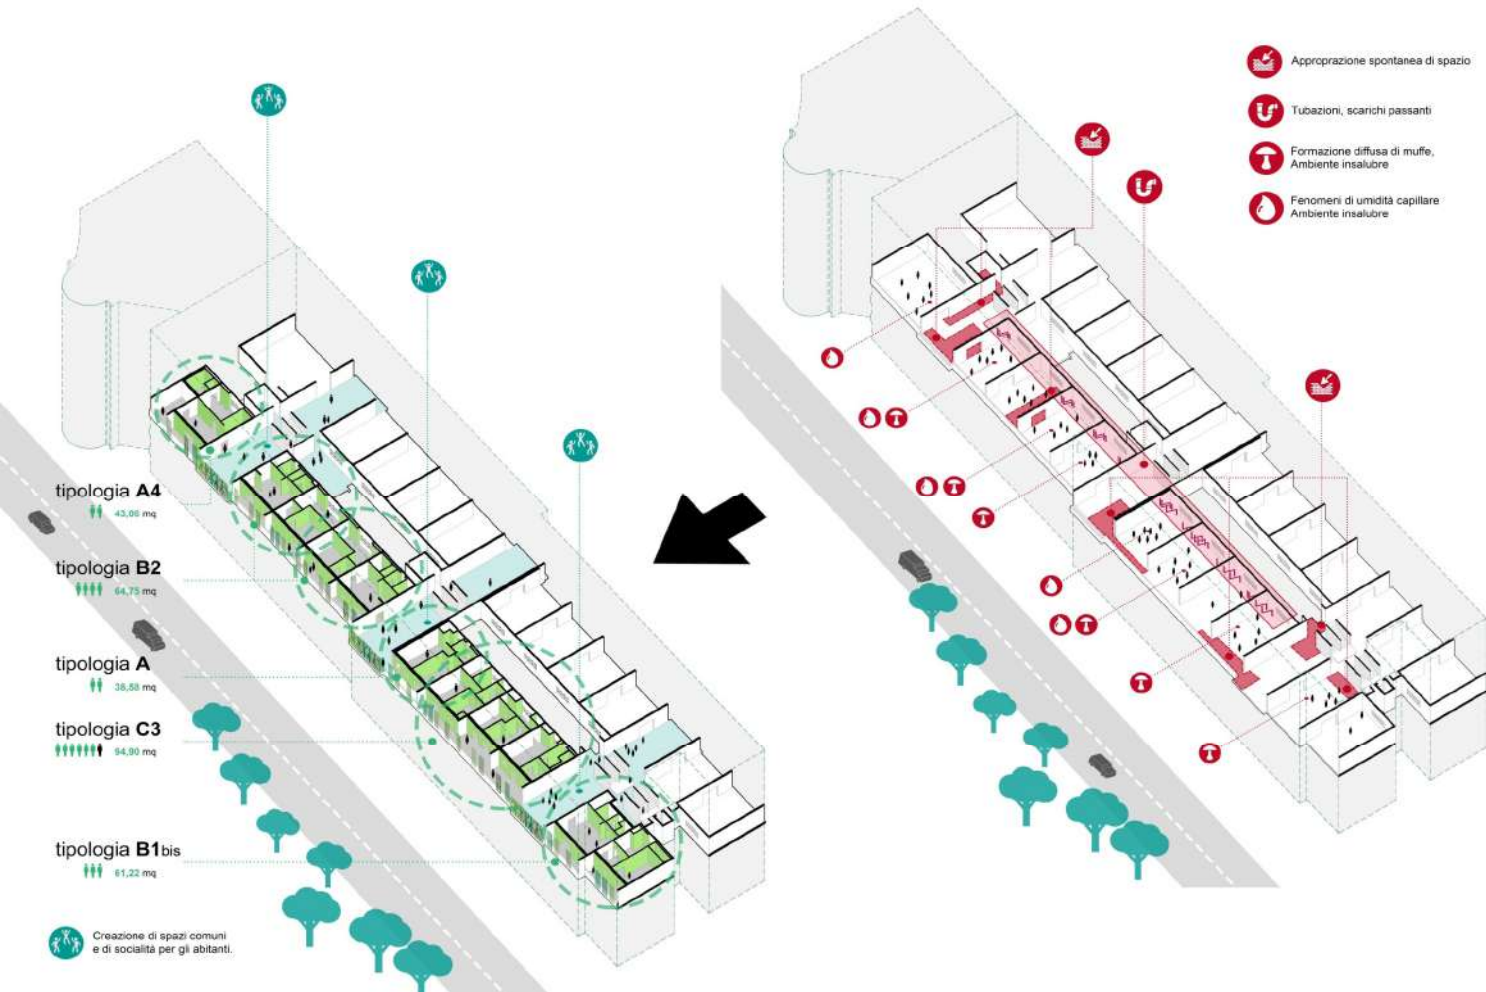 tipologia A4
43,06 mq
tipologia B2
64,75 mq
tipologia A
38,58 mq
tipologia C3
94,90 mq
tipologia B1bis
61,22 mq
Creazione di spazi comuni
e di socialità per gli abitanti.
Approprazione spontanea di spazio
Tubazioni, scarichi passanti
Formazione diffusa di muffe,
Ambiente insalubre
Fenomeni di umidità capillare
Ambiente insalubre